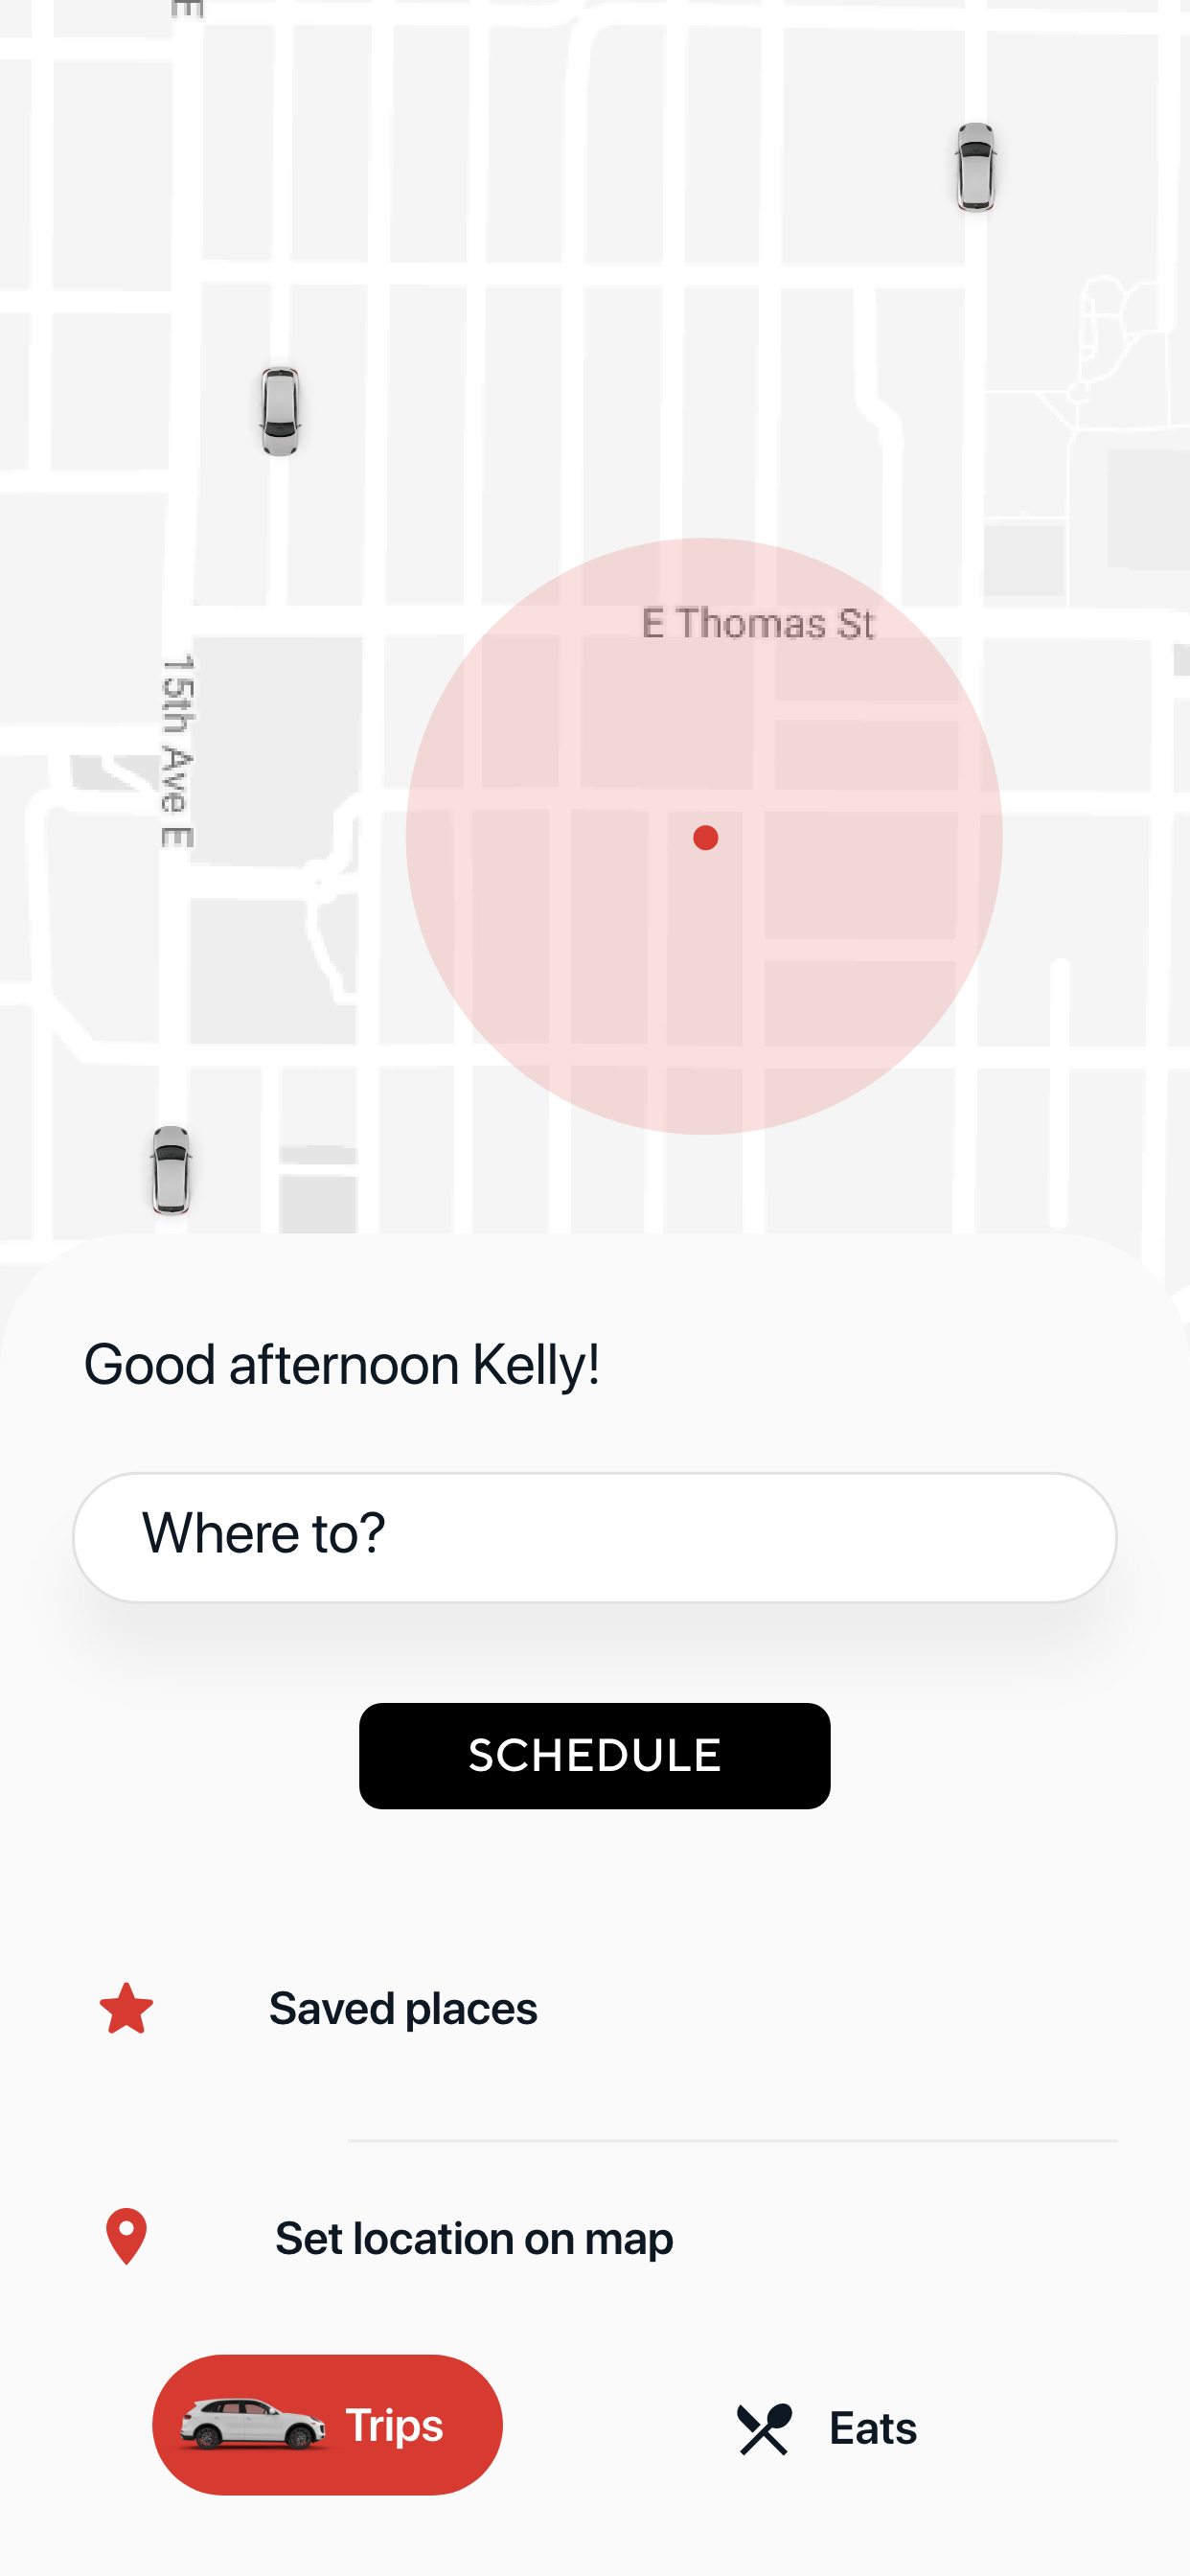 E
E Thomas St
15th Ave E
Good afternoon Kelly!
Where to?
SCHEDULE
Saved places
Set location on map
Trips
Eats